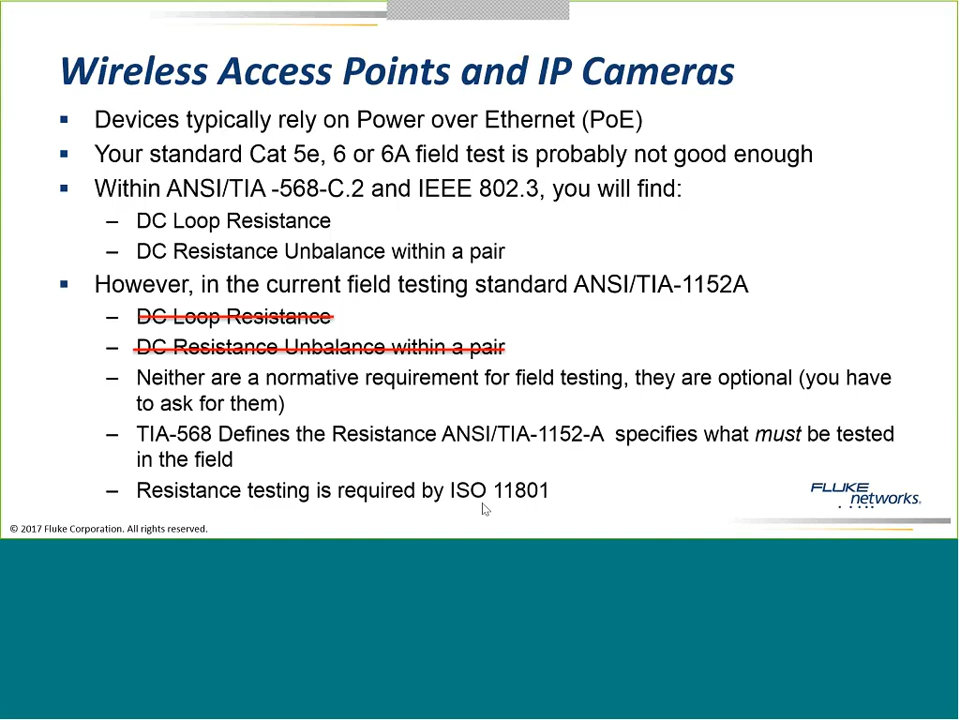 Wireless Access Points and IP Cameras
▪ Devices typically rely on Power over Ethernet (PoE)
▪ Your standard Cat 5e, 6 or 6A field test is probably not good enough
▪ Within ANSI/TIA -568-C.2 and IEEE 802.3, you will find:
– DC Loop Resistance
– DC Resistance Unbalance within a pair
▪ However, in the current field testing standard ANSI/TIA-1152A
– DC Loop Resistance
– DC Resistance Unbalance within a pair
– Neither are a normative requirement for field testing, they are optional (you have
to ask for them)
– TIA-568 Defines the Resistance ANSI/TIA-1152-A specifies what must be tested
in the field
– Resistance testing is required by ISO 11801
FLUKE
networks.
© 2017 Fluke Corporation. All rights reserved.